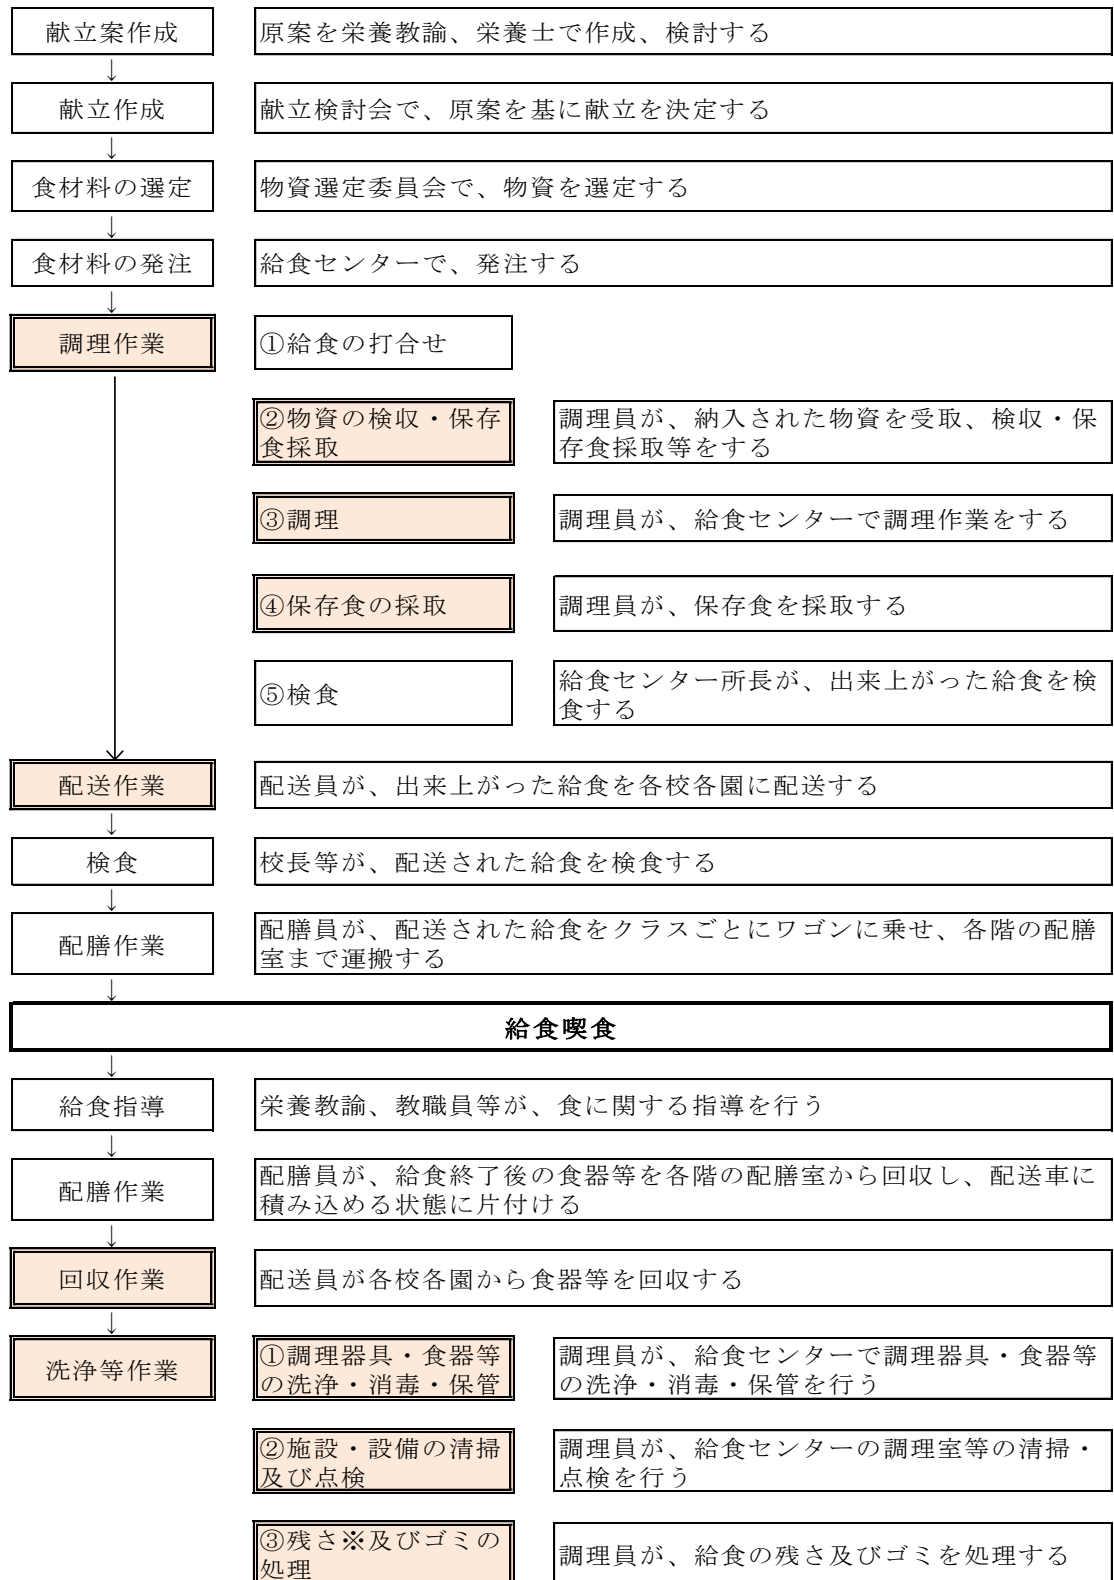 献立案作成
原案を栄養教諭、栄養士で作成、検討する
↓
献立作成
献立検討会で、原案を基に献立を決定する
↓
食材料の選定
物資選定委員会で、物資を選定する
↓
食材料の発注
給食センターで、発注する
↓
調理作業
①給食の打合せ
②物資の検収・保存
食採取
調理員が、納入された物資を受取、検収・保
存食採取等をする
③調理
調理員が、給食センターで調理作業をする
④保存食の採取
調理員が、保存食を採取する
⑤検食
給食センター所長が、出来上がった給食を検
食する
配送作業
配送員が、出来上がった給食を各校各園に配送する
↓
検食
校長等が、配送された給食を検食する
↓
配膳作業
配膳員が、配送された給食をクラスごとにワゴンに乗せ、各階の配膳
室まで運搬する
↓
給食喫食
↓
給食指導
栄養教諭、教職員等が、食に関する指導を行う
↓
配膳作業
配膳員が、給食終了後の食器等を各階の配膳室から回収し、配送車に
積み込める状態に片付ける
↓
回収作業
配送員が各校各園から食器等を回収する
↓
洗浄等作業
①調理器具・食器等
の洗浄・消毒・保管
調理員が、給食センターで調理器具・食器等
の洗浄・消毒・保管を行う
②施設・設備の清掃
及び点検
調理員が、給食センターの調理室等の清掃・
点検を行う
③残さ※及びゴミの
処理
調理員が、給食の残さ及びゴミを処理する